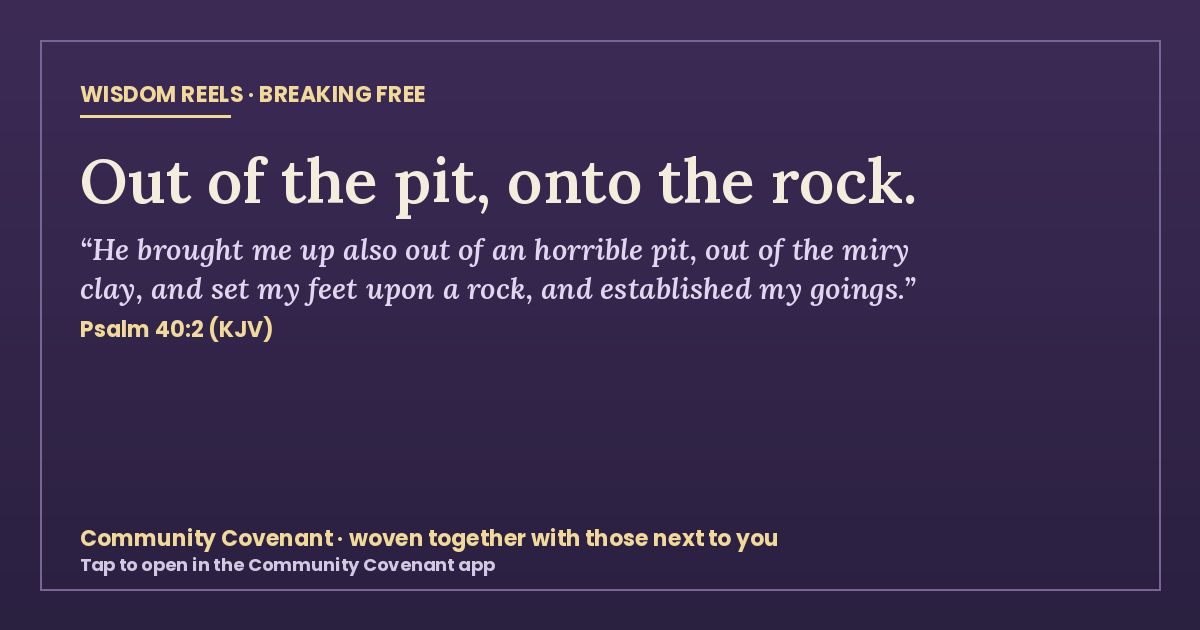 WISDOM REELS · BREAKING FREE
Out of the pit, onto the rock.
“He brought me up also out of an horrible pit, out of the miry
clay, and set my feet upon a rock, and established my goings.”
Psalm 40:2 (KJV)
Community Covenant · woven together with those next to you
Tap to open in the Community Covenant app